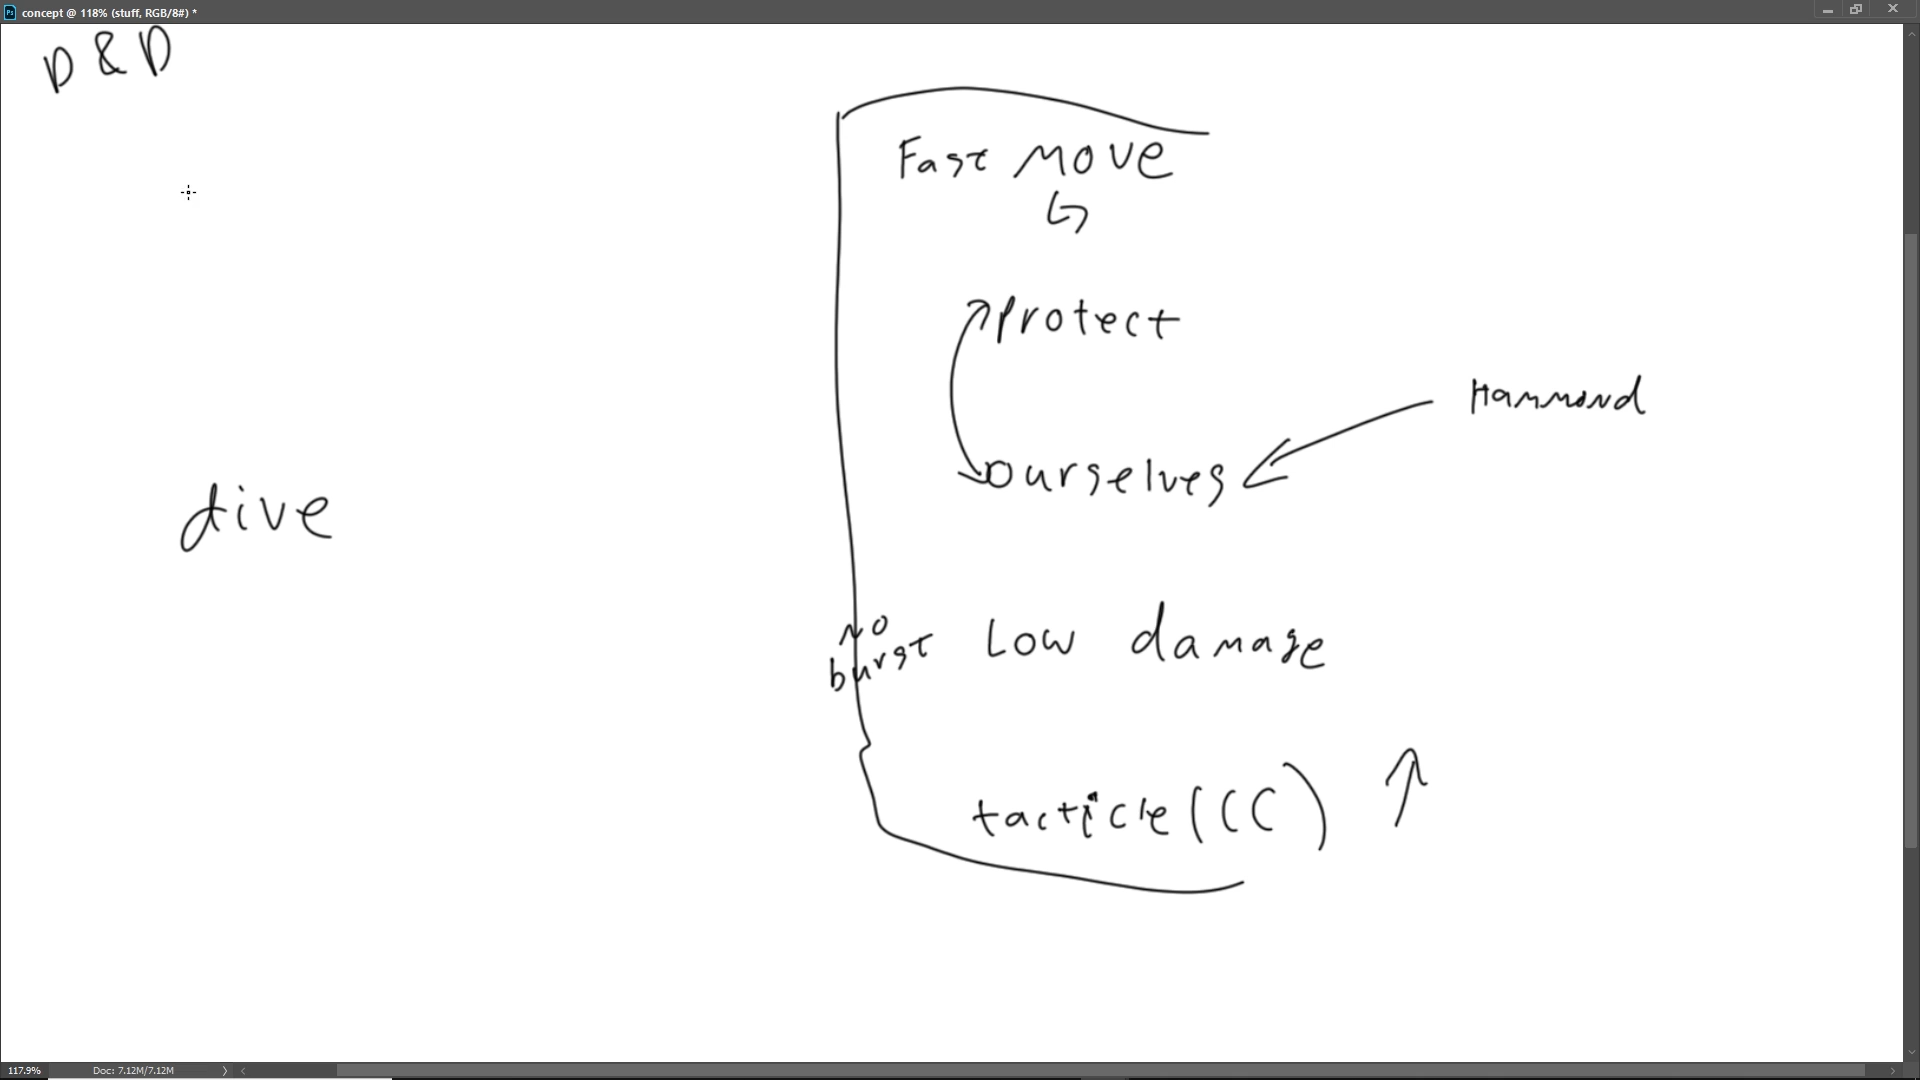 concept @ 118% (stuff, RGB/8#) *
D & D
Fast Move
Protect
Hammond
ourselves
dive
No
burst Low damage
tacticle (CC)
117.9% Doc: 7.12M/7.12M